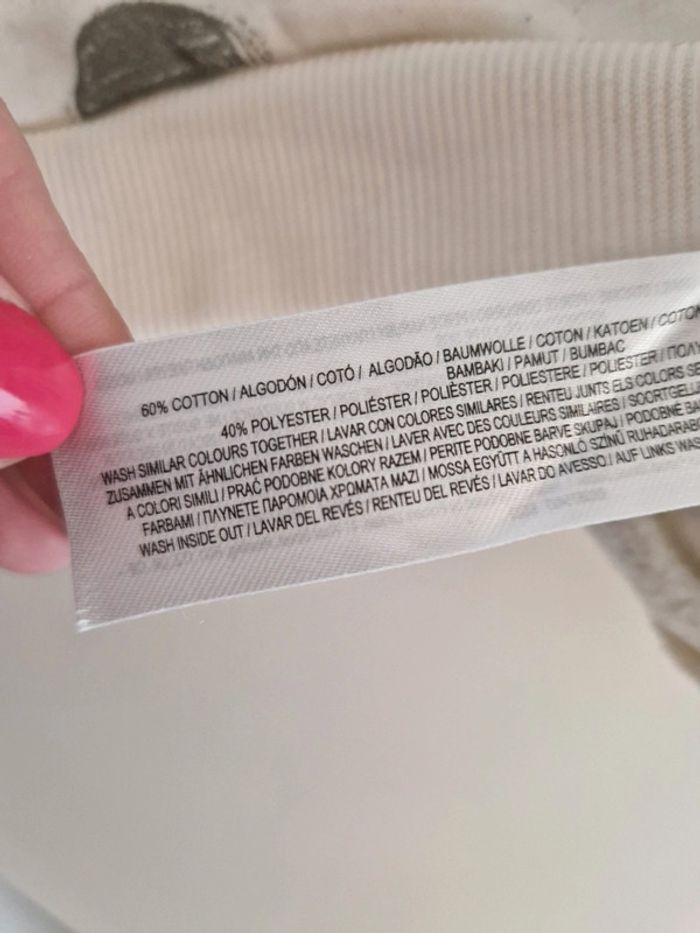 60% COTTON / ALGODÓN / COTÓ / ALGODÃO / BAUMWOLLE / COTON / KATOEN / COTON
BAMBAKI / PAMUT / BUMBAC
40% POLYESTER / POLIÉSTER / POLIÈSTER / POLIESTERE / POLIESTER / ΠΟΛΥ
WASH SIMILAR COLOURS TOGETHER / LAVAR CON COLORES SIMILARES / RENTEU JUNTS ELS COLORS SE
ZUSAMMEN MIT ÄHNLICHEN FARBEN WASCHEN / LAVER AVEC DES COULEURS SIMILAIRES / SOORTGELI
A COLORI SIMILI / PRAĆ PODOBNE KOLORY RAZEM / PERITE PODOBNE BARVE SKUPAJ / PODOBNÉ
FARBAMI / ΠΛΥΝΕΤΕ ΠΑΡΟΜΟΙΑ ΧΡΩΜΑΤΑ ΜΑΖΙ / MOSSA EGYÜTT A HASONLÓ SZÍNŰ RUHADARAB
WASH INSIDE OUT / LAVAR DEL REVÉS / RENTEU DEL REVÉS / LAVAR DO AVESSO / AUF LINKS WAS